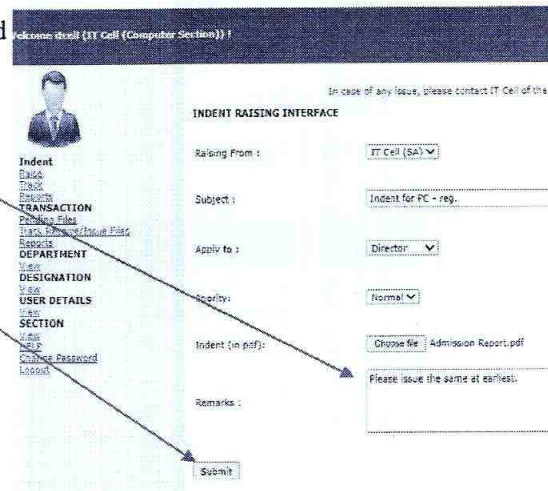 d
Welcome itcell (IT Cell (Computer Section)) !
In case of any issue, please contact IT Cell of the
INDENT RAISING INTERFACE
Indent
Raise
Track
Reports
TRANSACTION
Pending Files
Track Receive/Issue Files
Reports
DEPARTMENT
View
DESIGNATION
View
USER DETAILS
View
SECTION
View
HELP
Change Password
Logout
Raising From :
IT Cell (SA)
Subject :
Indent for PC - reg.
Apply to :
Director
Priority:
Normal
Indent (in pdf):
Choose file Admission Report.pdf
Remarks :
Please issue the same at earliest.
Submit